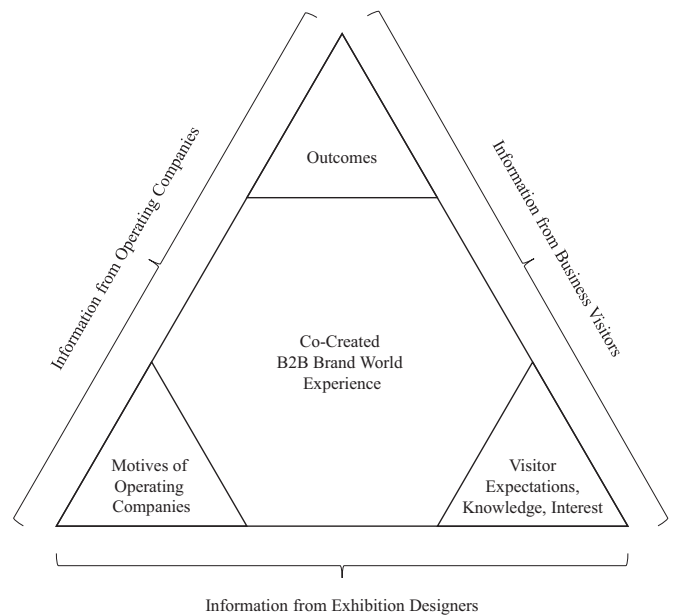 Outcomes
Information from Operating Companies
Information from Business Visitors
Co-Created
B2B Brand World
Experience
Motives of
Operating
Companies
Visitor
Expectations,
Knowledge, Interest
Information from Exhibition Designers